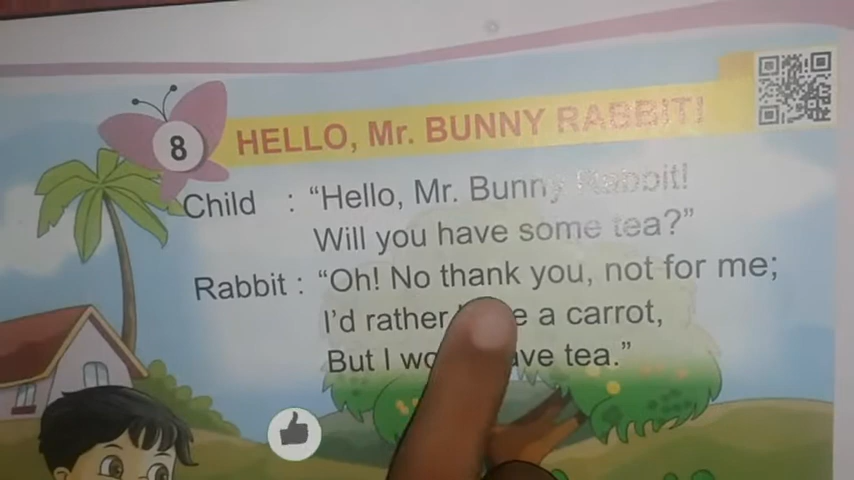 8
HELLO, Mr. BUNNY RABBIT!
Child : “Hello, Mr. Bunny Rabbit!
Will you have some tea?”
Rabbit : “Oh! No thank you, not for me;
I’d rather a carrot,
But I tea.”